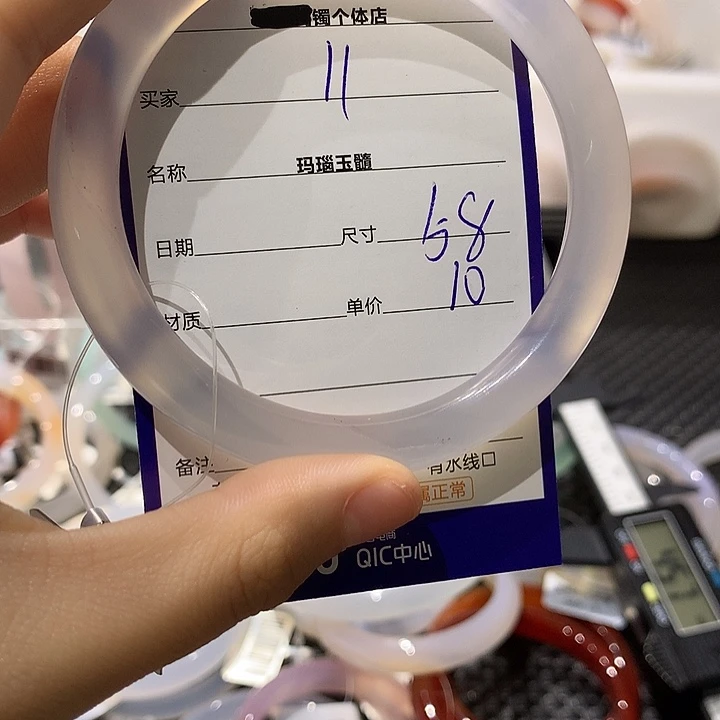 镯个体店
买家 11
名称 玛瑙玉髓
日期 尺寸 58
材质 单价 10
备注 有水线口
属正常
QIC中心